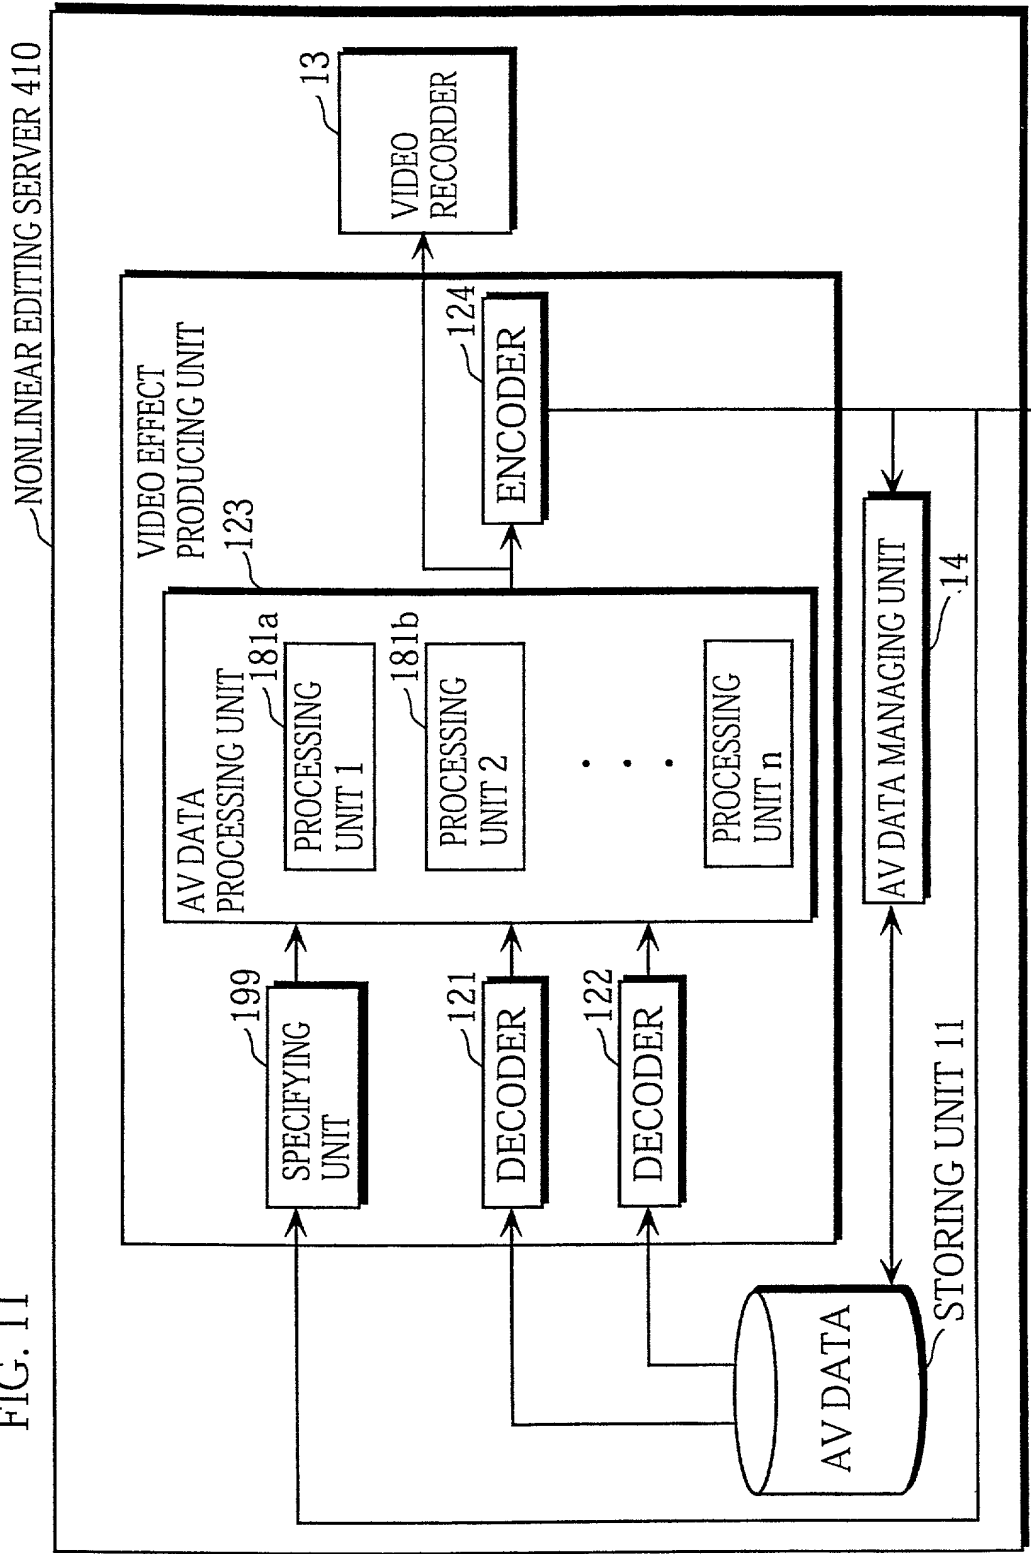 FIG. 11
NONLINEAR EDITING SERVER 410
VIDEO EFFECT
PRODUCING UNIT
AV DATA
PROCESSING UNIT
123
199
SPECIFYING
UNIT
181a
PROCESSING
UNIT 1
13
VIDEO
RECORDER
121
DECODER
181b
PROCESSING
UNIT 2
124
ENCODER
122
DECODER
PROCESSING
UNIT n
AV DATA
STORING UNIT 11
AV DATA MANAGING UNIT
14